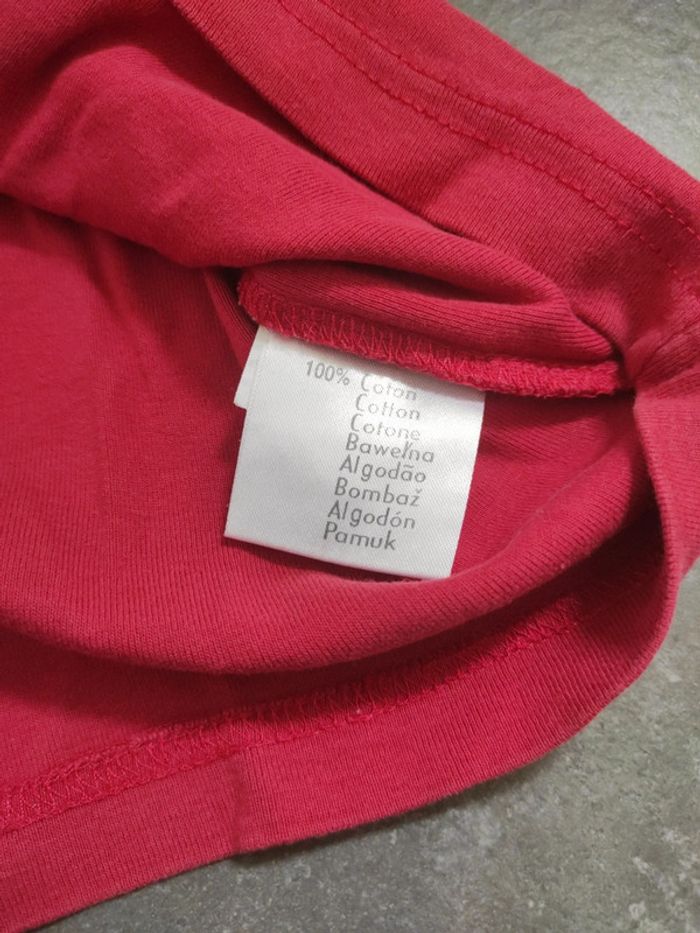 100% Coton
Cotton
Cotone
Bawełna
Algodão
Bombaž
Algodón
Pamuk